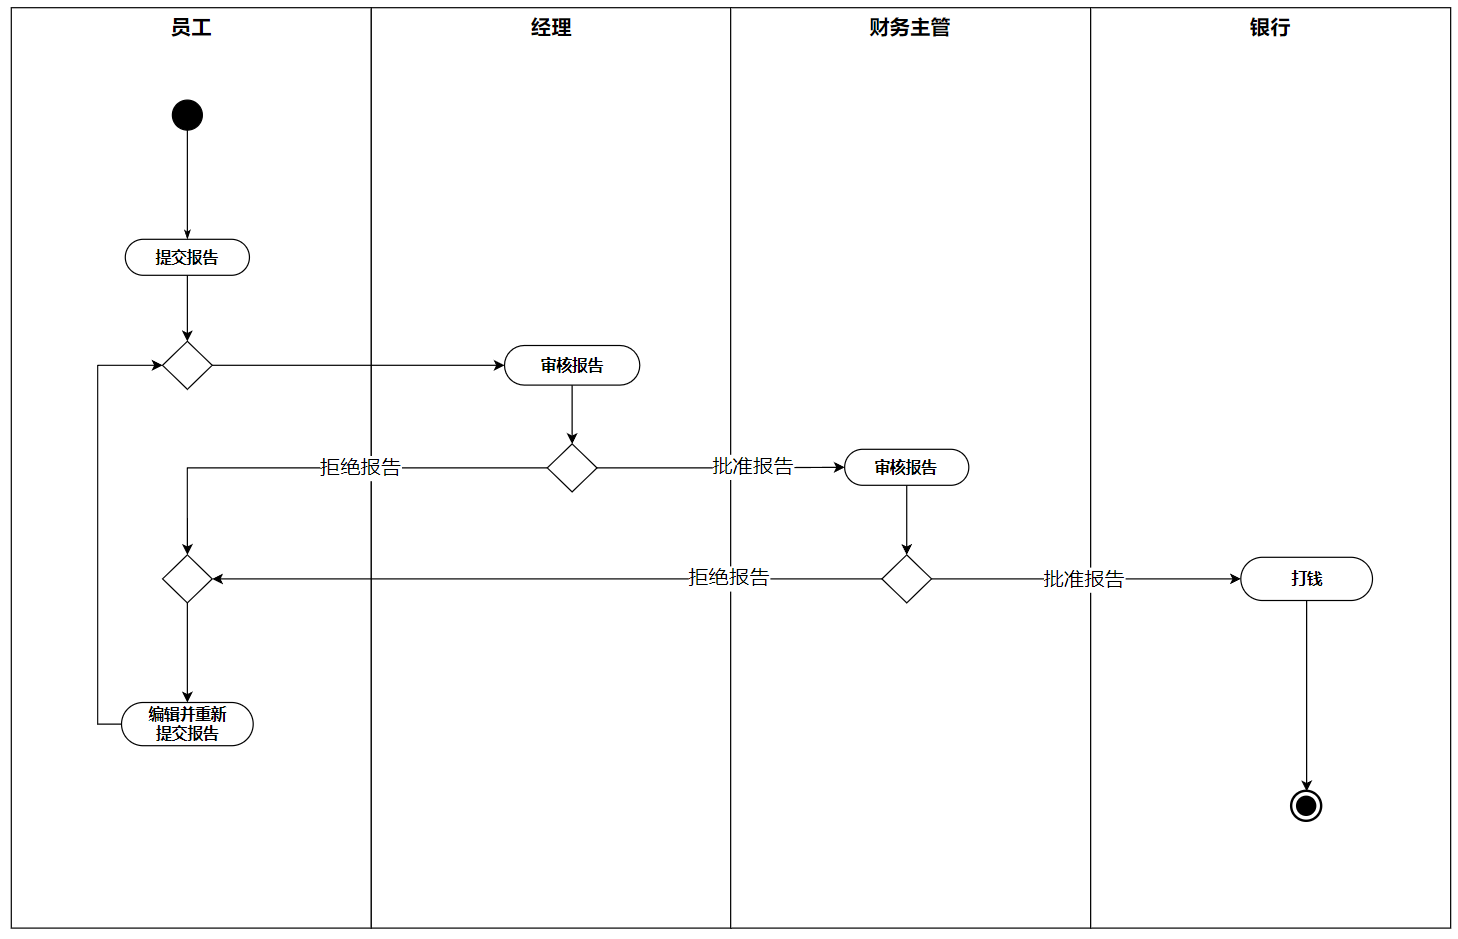 员工
经理
财务主管
银行
提交报告
审核报告
拒绝报告
批准报告
审核报告
拒绝报告
批准报告
打钱
编辑并重新
提交报告